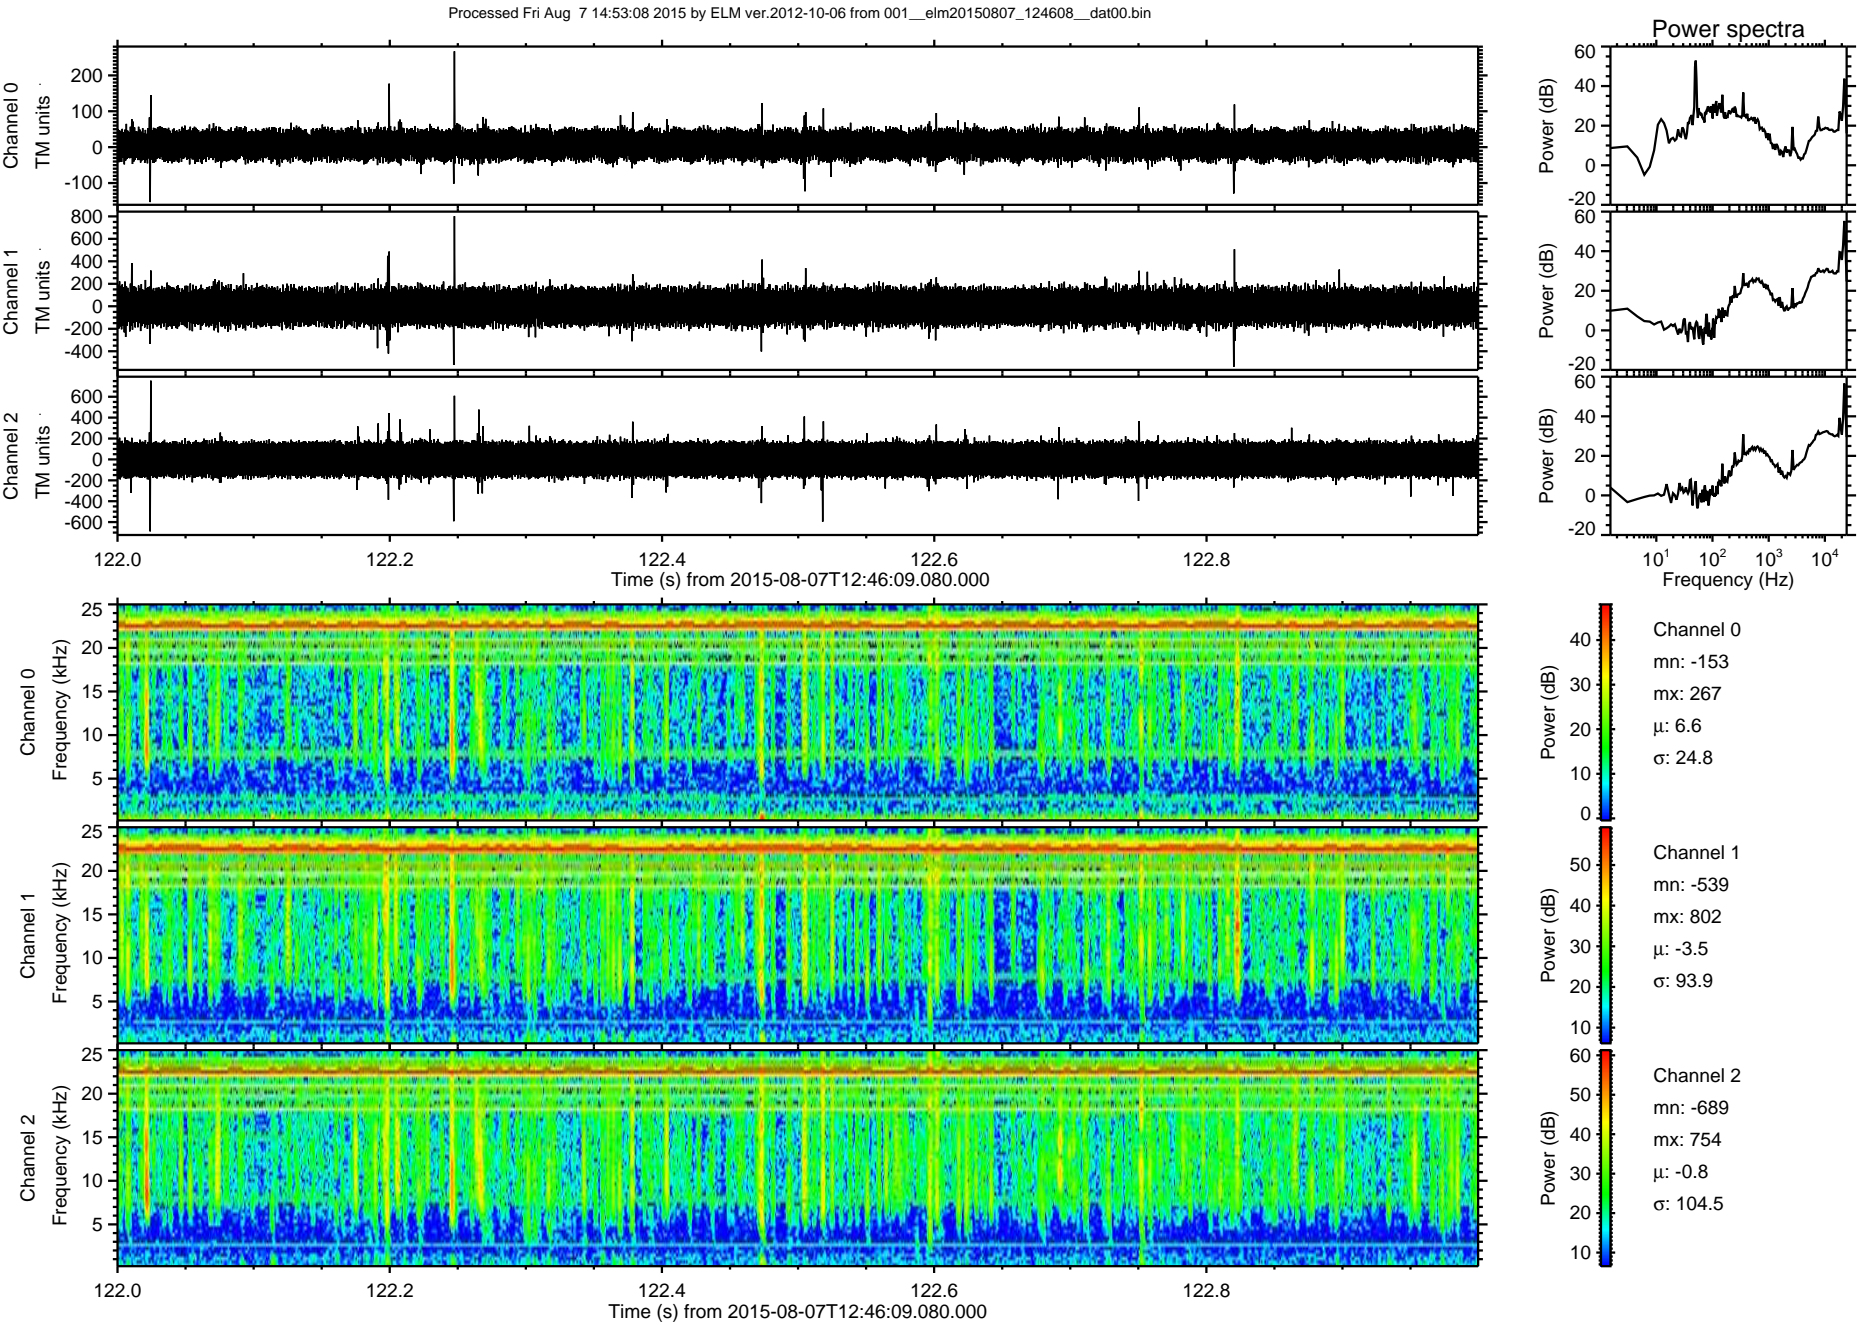 Processed Fri Aug 7 14:53:08 2015 by ELM ver.2012-10-06 from 001__elm20150807_124608__dat00.bin
Power spectra
Channel 0
TM units
200
100
0
-100
Power (dB)
60
40
20
0
-20
Channel 1
TM units
800
600
400
200
0
-200
-400
Power (dB)
60
40
20
0
-20
Channel 2
TM units
600
400
200
0
-200
-400
-600
Power (dB)
60
40
20
0
-20
122.0 122.2 122.4 122.6 122.8
Time (s) from 2015-08-07T12:46:09.080.000
10^1 10^2 10^3 10^4
Frequency (Hz)
Channel 0
Frequency (kHz)
25
20
15
10
5
Power (dB)
40
30
20
10
0
Channel 0
mn: -153
mx: 267
μ: 6.6
σ: 24.8
Channel 1
Frequency (kHz)
25
20
15
10
5
Power (dB)
50
40
30
20
10
Channel 1
mn: -539
mx: 802
μ: -3.5
σ: 93.9
Channel 2
Frequency (kHz)
25
20
15
10
5
Power (dB)
60
50
40
30
20
10
Channel 2
mn: -689
mx: 754
μ: -0.8
σ: 104.5
122.0 122.2 122.4 122.6 122.8
Time (s) from 2015-08-07T12:46:09.080.000